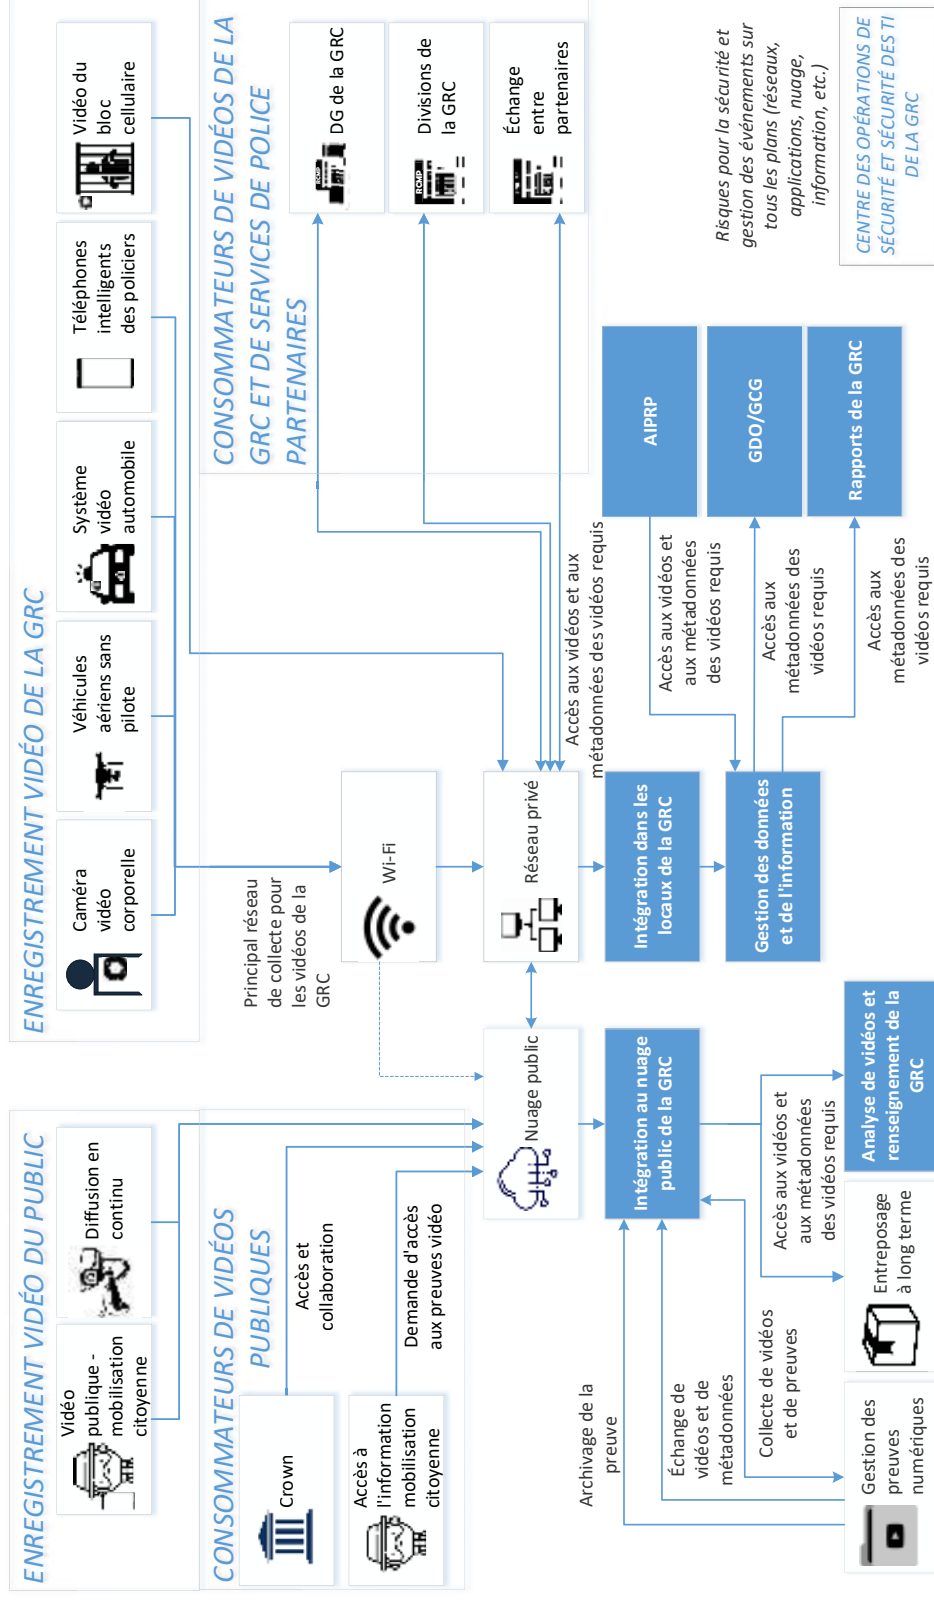 ENREGISTREMENT VIDÉO DU PUBLIC
Vidéo
publique -
mobilisation
citoyenne
Diffusion en
continu
CONSOMMATEURS DE VIDÉOS
PUBLIQUES
Crown
Accès et
collaboration
Accès à
l'information
mobilisation
citoyenne
Demande d'accès
aux preuves vidéo
ENREGISTREMENT VIDÉO DE LA GRC
Caméra
vidéo
corporelle
Véhicules
aériens sans
pilote
Système
vidéo
automobile
Téléphones
intelligents
des policiers
Vidéo du
bloc
cellulaire
CONSOMMATEURS DE VIDÉOS DE LA
GRC ET DE SERVICES DE POLICE
PARTENAIRES
RCMP
DG de la GRC
RCMP
Divisions de
la GRC
Échange
entre
partenaires
Principal réseau
de collecte pour
les vidéos de la
GRC
Wi-Fi
Nuage public
Réseau privé
Accès aux vidéos et aux
métadonnées des vidéos requis
Intégration au nuage
public de la GRC
Intégration dans les
locaux de la GRC
Gestion des données
et de l'information
Accès aux vidéos et
aux métadonnées
des vidéos requis
AIPRP
Accès aux
métadonnées des
vidéos requis
GDO/GCG
Accès aux
métadonnées des
vidéos requis
Rapports de la GRC
Archivage de la
preuve
Échange de
vidéos et de
métadonnées
Collecte de vidéos
et de preuves
Accès aux vidéos et
aux métadonnées
des vidéos requis
Gestion des
preuves
numériques
Entreposage
à long terme
Analyse de vidéos et
renseignement de la
GRC
Risques pour la sécurité et
gestion des événements sur
tous les plans (réseaux,
applications, nuage,
information, etc.)
CENTRE DES OPÉRATIONS DE
SÉCURITÉ ET SÉCURITÉ DES TI
DE LA GRC